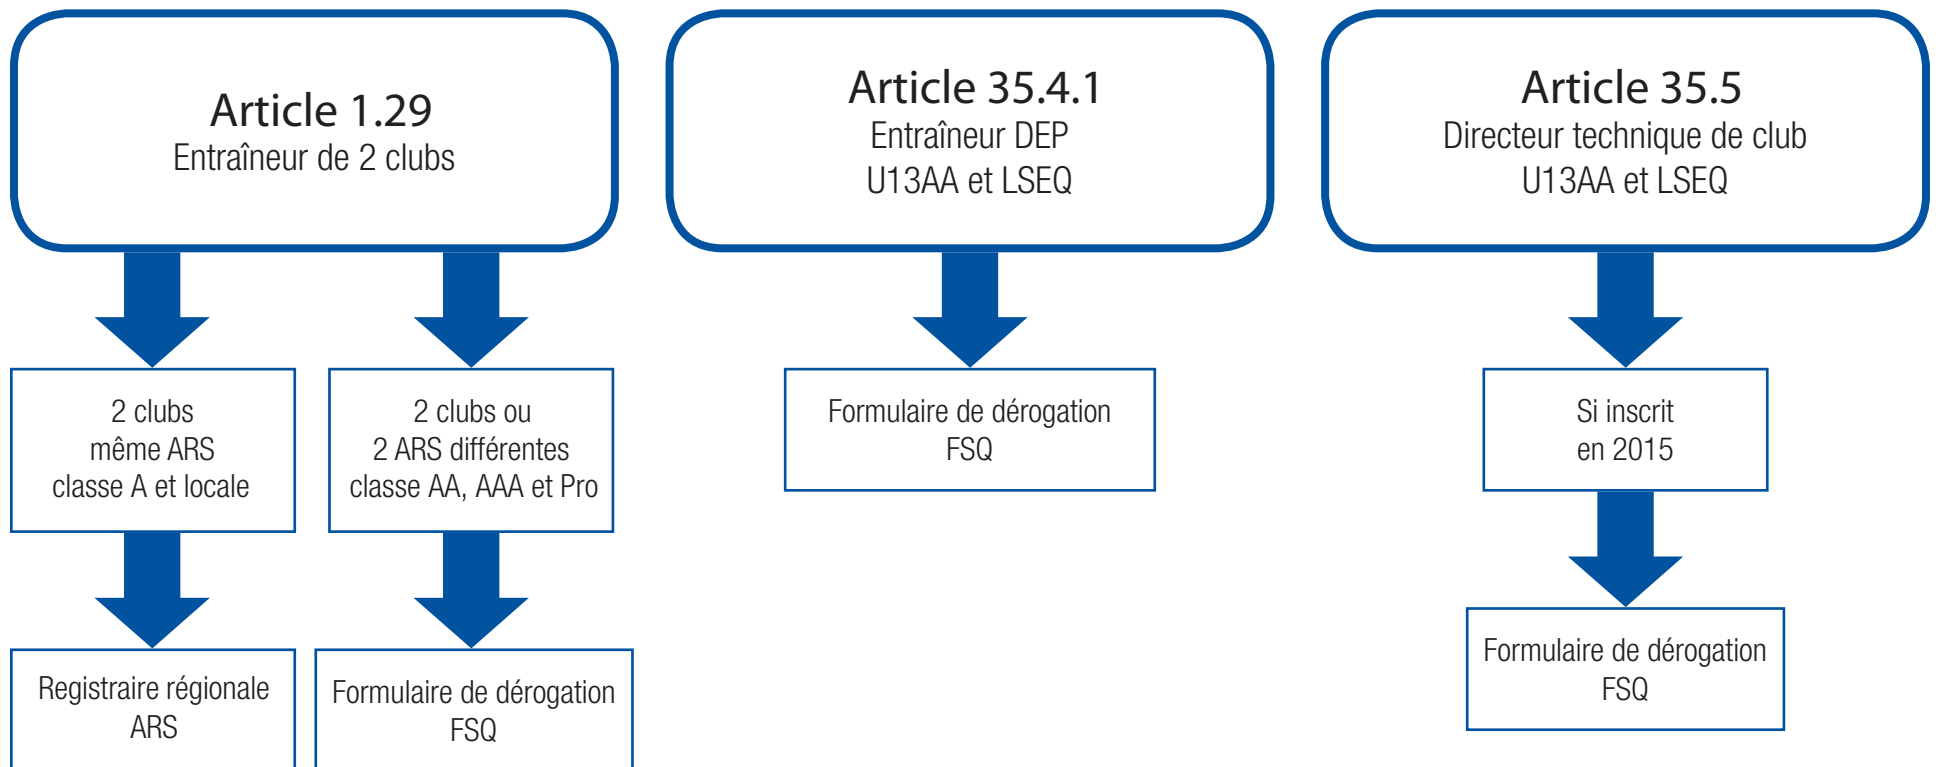 Article 1.29
Entraîneur de 2 clubs
Article 35.4.1
Entraîneur DEP
U13AA et LSEQ
Article 35.5
Directeur technique de club
U13AA et LSEQ
2 clubs
même ARS
classe A et locale
2 clubs ou
2 ARS différentes
classe AA, AAA et Pro
Formulaire de dérogation
FSQ
Si inscrit
en 2015
Registraire régionale
ARS
Formulaire de dérogation
FSQ
Formulaire de dérogation
FSQ